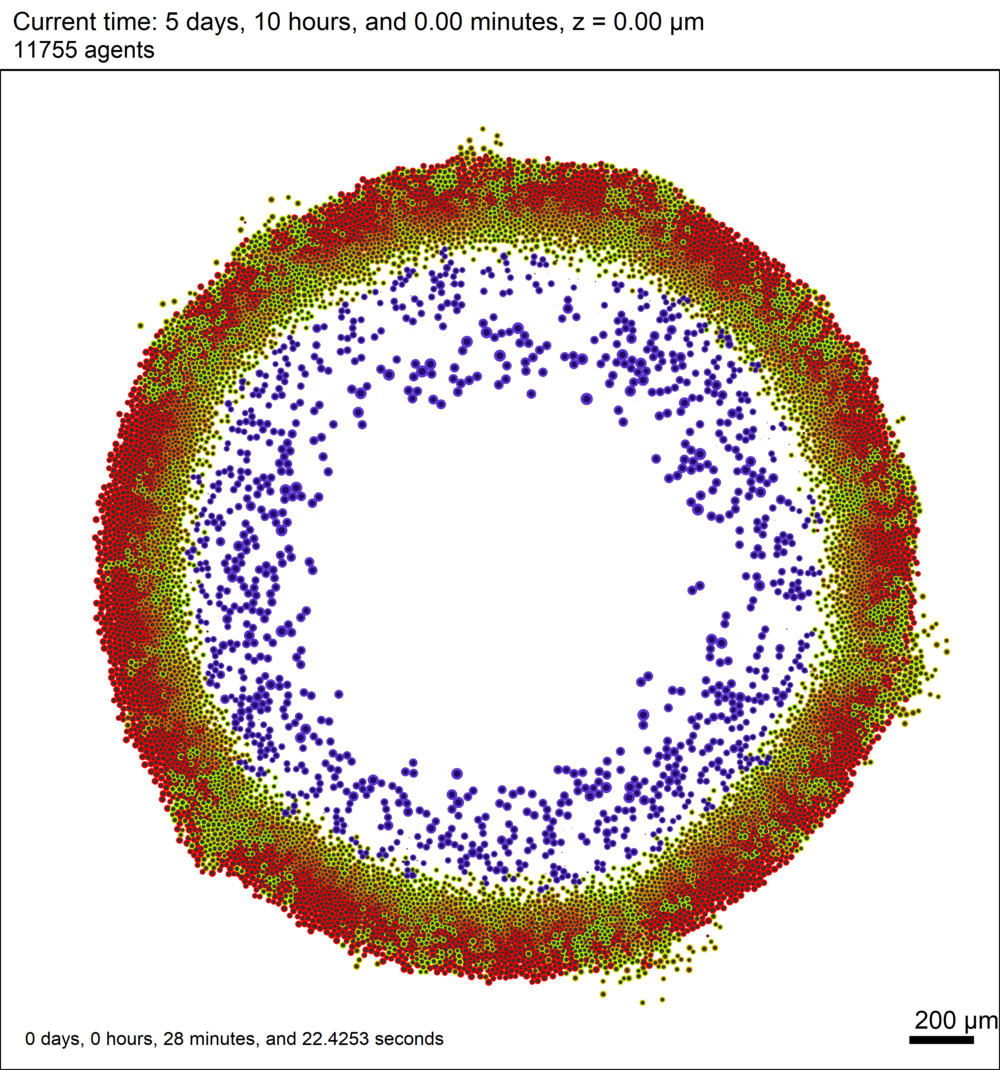 Current time: 5 days, 10 hours, and 0.00 minutes, z = 0.00 μm
11755 agents
200 μm
0 days, 0 hours, 28 minutes, and 22.4253 seconds